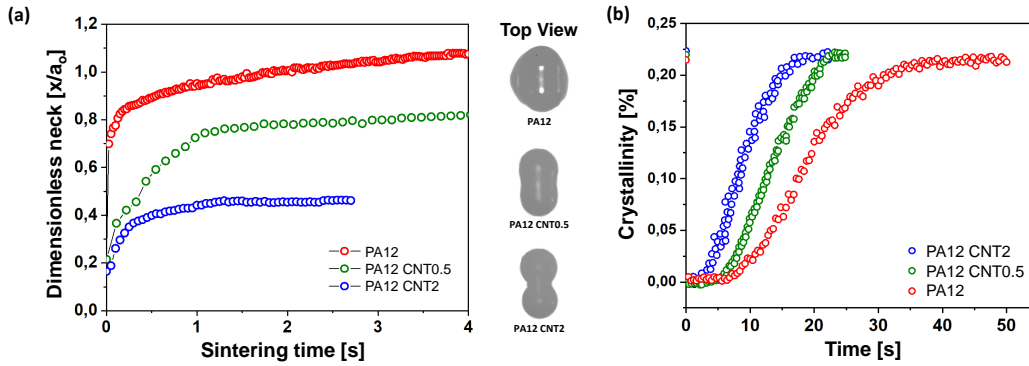 (a)
Dimensionless neck [x/a₀]
1,2
1,0
0,8
0,6
0,4
0,2
0,0
0
1
2
3
4
Sintering time [s]
PA12
PA12 CNT0.5
PA12 CNT2
Top View
PA12
PA12 CNT0.5
PA12 CNT2
(b)
Crystallinity [%]
0,25
0,20
0,15
0,10
0,05
0,00
0
10
20
30
40
50
Time [s]
PA12 CNT2
PA12 CNT0.5
PA12